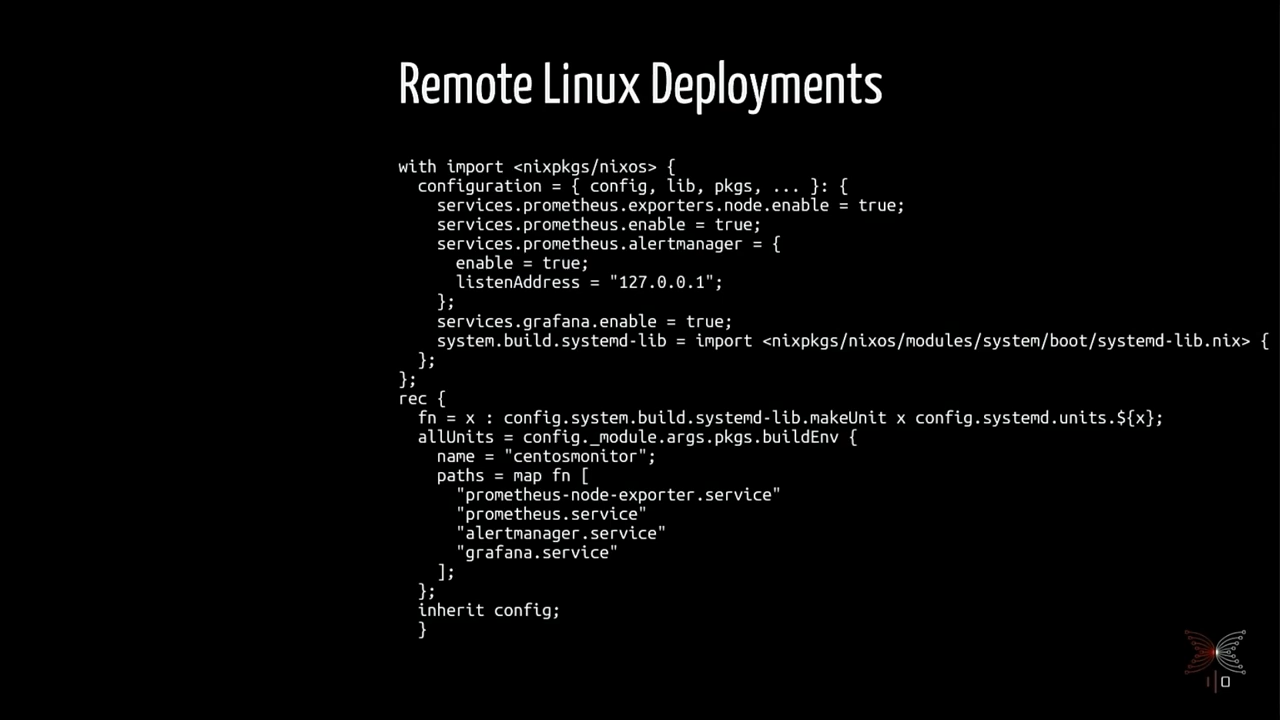 Remote Linux Deployments
with import <nixpkgs/nixos> {
  configuration = { config, lib, pkgs, ... }: {
    services.prometheus.exporters.node.enable = true;
    services.prometheus.enable = true;
    services.prometheus.alertmanager = {
      enable = true;
      listenAddress = "127.0.0.1";
    };
    services.grafana.enable = true;
    system.build.systemd-lib = import <nixpkgs/nixos/modules/system/boot/systemd-lib.nix> {
  };
};
rec {
  fn = x : config.system.build.systemd-lib.makeUnit x config.systemd.units.${x};
  allUnits = config._module.args.pkgs.buildEnv {
    name = "centosmonitor";
    paths = map fn [
      "prometheus-node-exporter.service"
      "prometheus.service"
      "alertmanager.service"
      "grafana.service"
    ];
  };
  inherit config;
  }
I|O